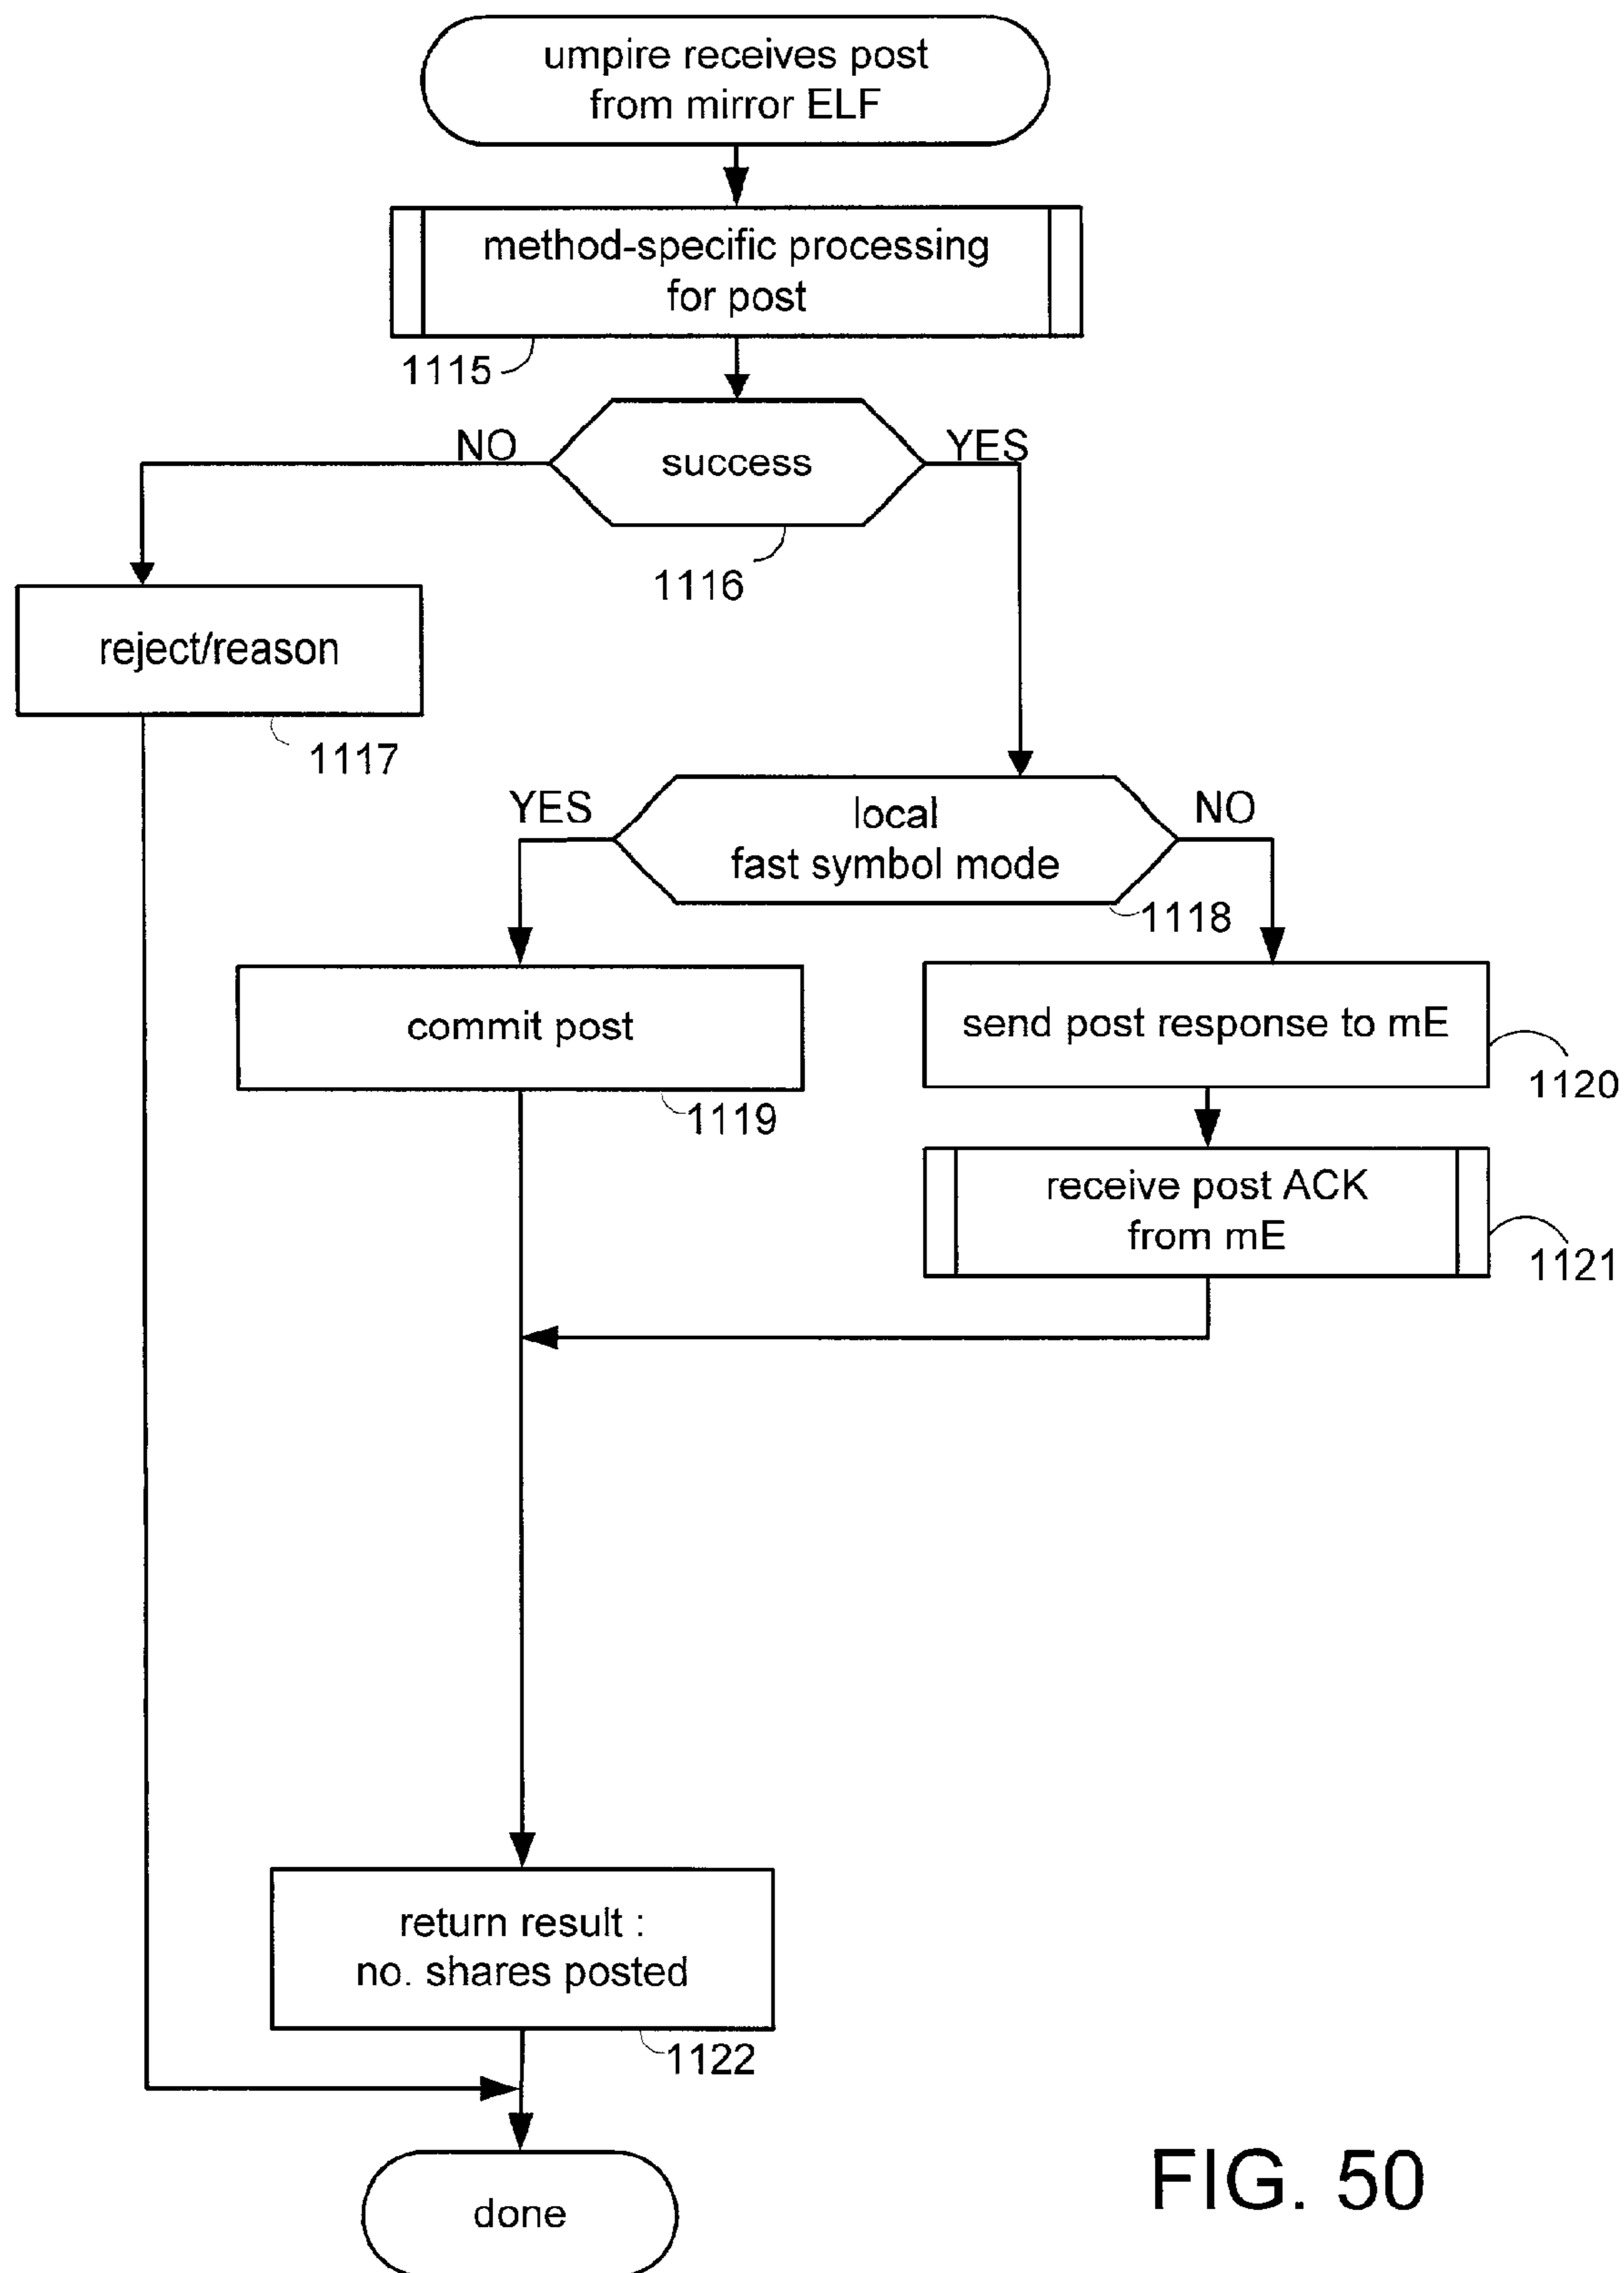 umpire receives post
from mirror ELF
method-specific processing
for post
1115
NO
YES
success
1116
reject/reason
1117
YES
NO
local
fast symbol mode
1118
commit post
1119
send post response to mE
1120
receive post ACK
from mE
1121
return result :
no. shares posted
1122
done
FIG. 50